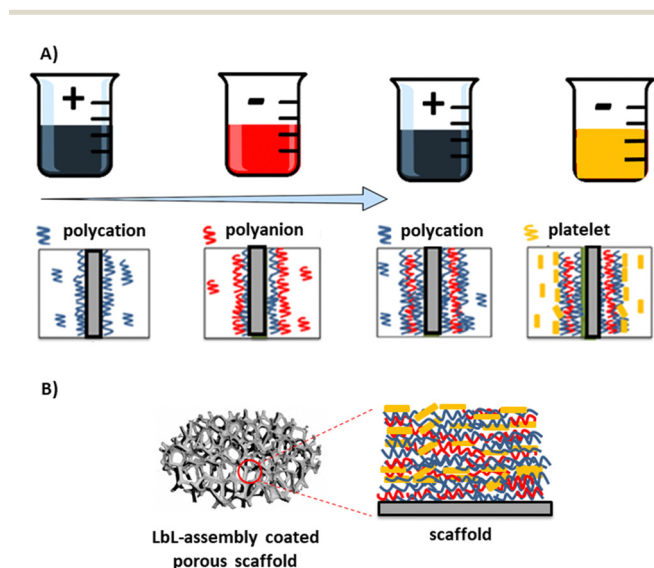 A)
+ - + -
polycation polyanion polycation platelet
B)
LbL-assembly coated
porous scaffold
scaffold